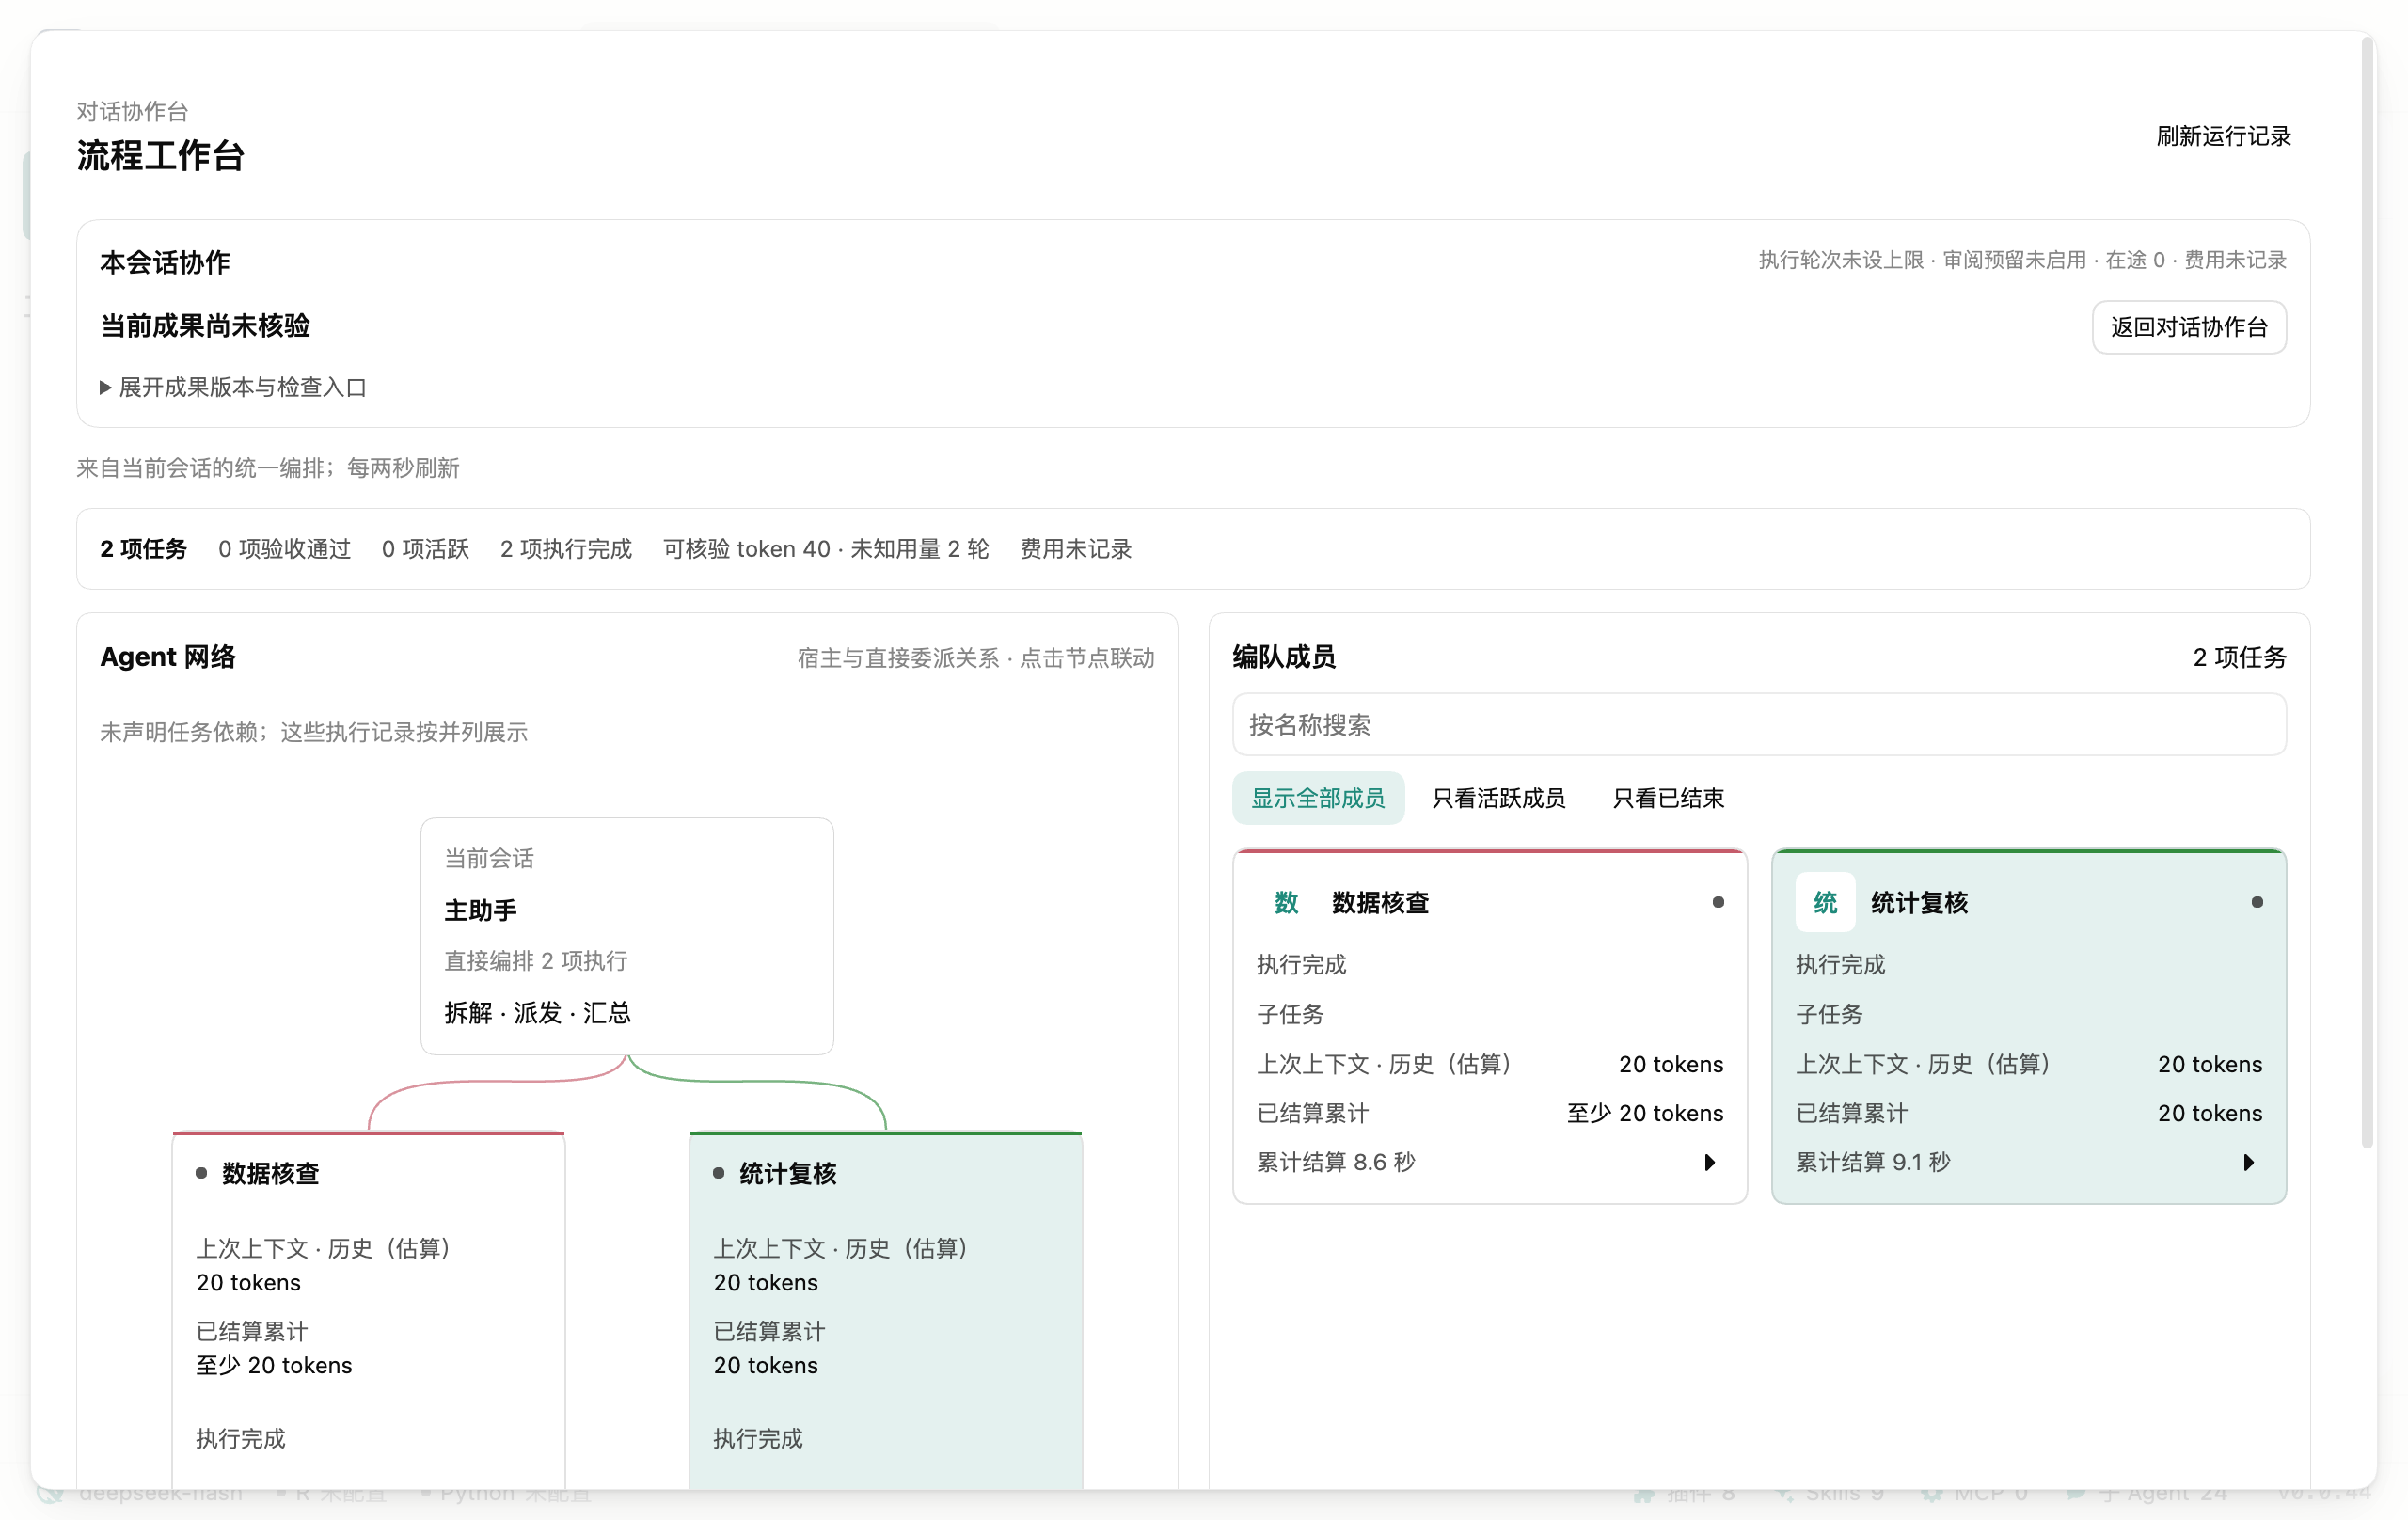 对话协作台
流程工作台
刷新运行记录
本会话协作
执行轮次未设上限 · 审阅预留未启用 · 在途 0 · 费用未记录
当前成果尚未核验
返回对话协作台
展开成果版本与检查入口
来自当前会话的统一编排；每两秒刷新
2 项任务 0 项验收通过 0 项活跃 2 项执行完成 可核验 token 40 · 未知用量 2 轮 费用未记录
Agent 网络
宿主与直接委派关系 · 点击节点联动
未声明任务依赖；这些执行记录按并列展示
当前会话
主助手
直接编排 2 项执行
拆解 · 派发 · 汇总
数据核查
上次上下文 · 历史（估算）
20 tokens
已结算累计
至少 20 tokens
执行完成
统计复核
上次上下文 · 历史（估算）
20 tokens
已结算累计
20 tokens
执行完成
编队成员
2 项任务
按名称搜索
显示全部成员 只看活跃成员 只看已结束
数 数据核查
执行完成
子任务
上次上下文 · 历史（估算） 20 tokens
已结算累计 至少 20 tokens
累计结算 8.6 秒
统 统计复核
执行完成
子任务
上次上下文 · 历史（估算） 20 tokens
已结算累计 20 tokens
累计结算 9.1 秒
R 未配置 Python 未配置
插件 8 Skills 9 MCP 0 子 Agent 24